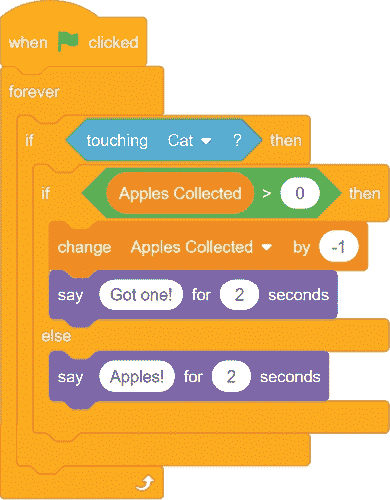 when clicked
forever
if touching Cat ? then
if Apples Collected > 0 then
change Apples Collected by -1
say Got one! for 2 seconds
else
say Apples! for 2 seconds